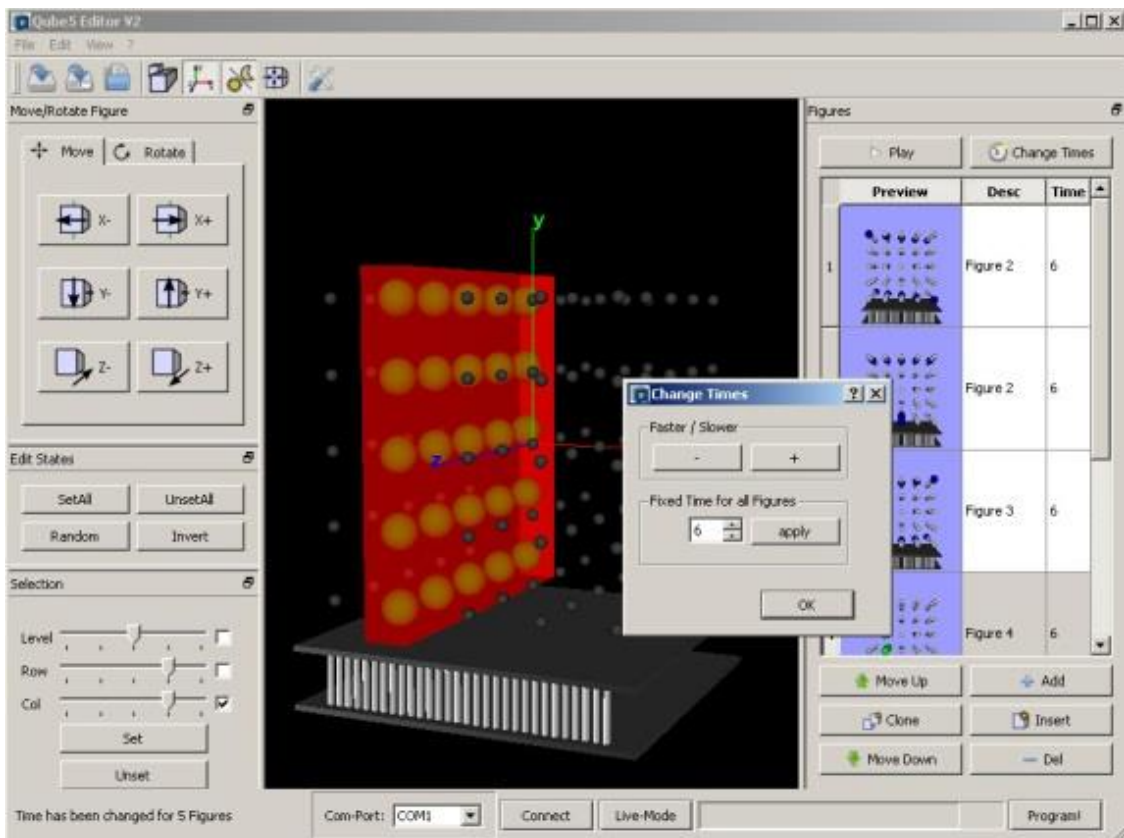 Qube5 Editor V2
File Edit View ?
Move/Rotate Figure
Move Rotate
X- X+
Y- Y+
Z- Z+
Edit States
SetAll UnsetAll
Random Invert
Selection
Level
Row
Col
Set
Unset
y
z
Change Times
Faster / Slower
- +
Fixed Time for all Figures
6 apply
OK
Figures
Play Change Times
Preview Desc Time
1 Figure 2 6
Figure 2 6
Figure 3 6
Figure 4 6
Move Up Add
Clone Insert
Move Down Del
Time has been changed for 5 Figures Com-Port: COM1 Connect Live-Mode Program!